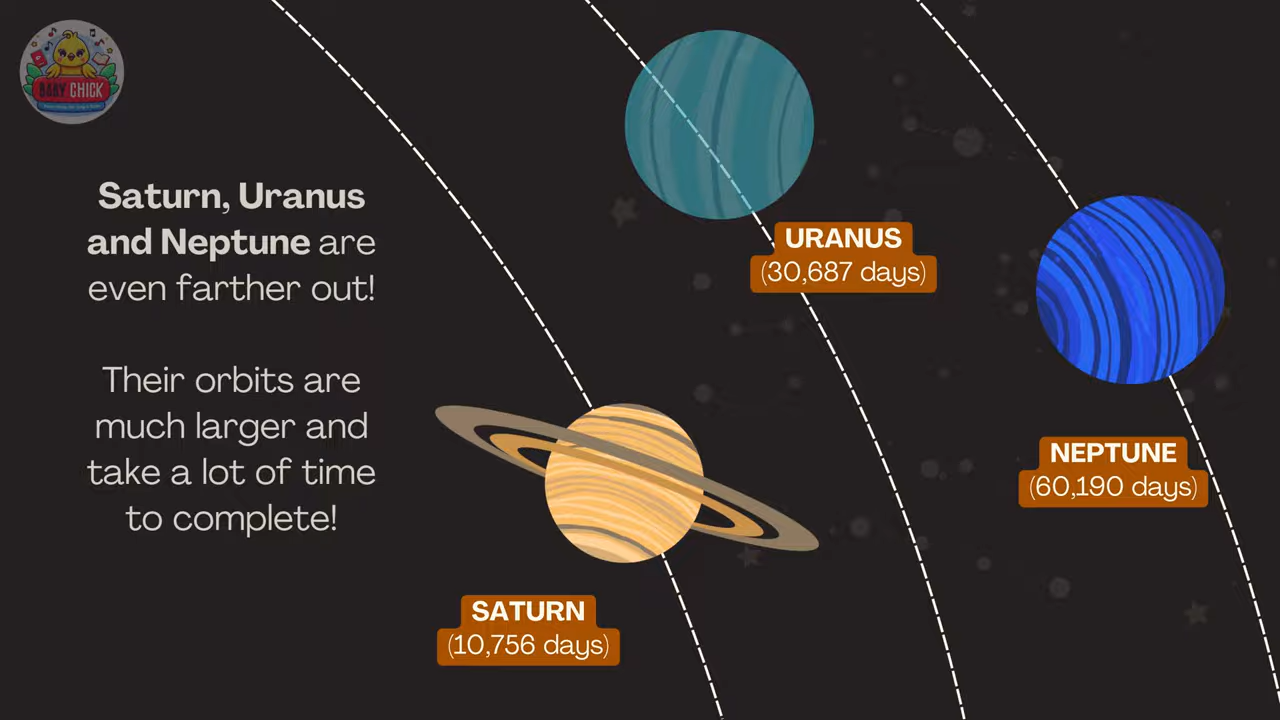 BABY CHICK
Saturn, Uranus
and Neptune are
even farther out!
Their orbits are
much larger and
take a lot of time
to complete!
URANUS
(30,687 days)
NEPTUNE
(60,190 days)
SATURN
(10,756 days)